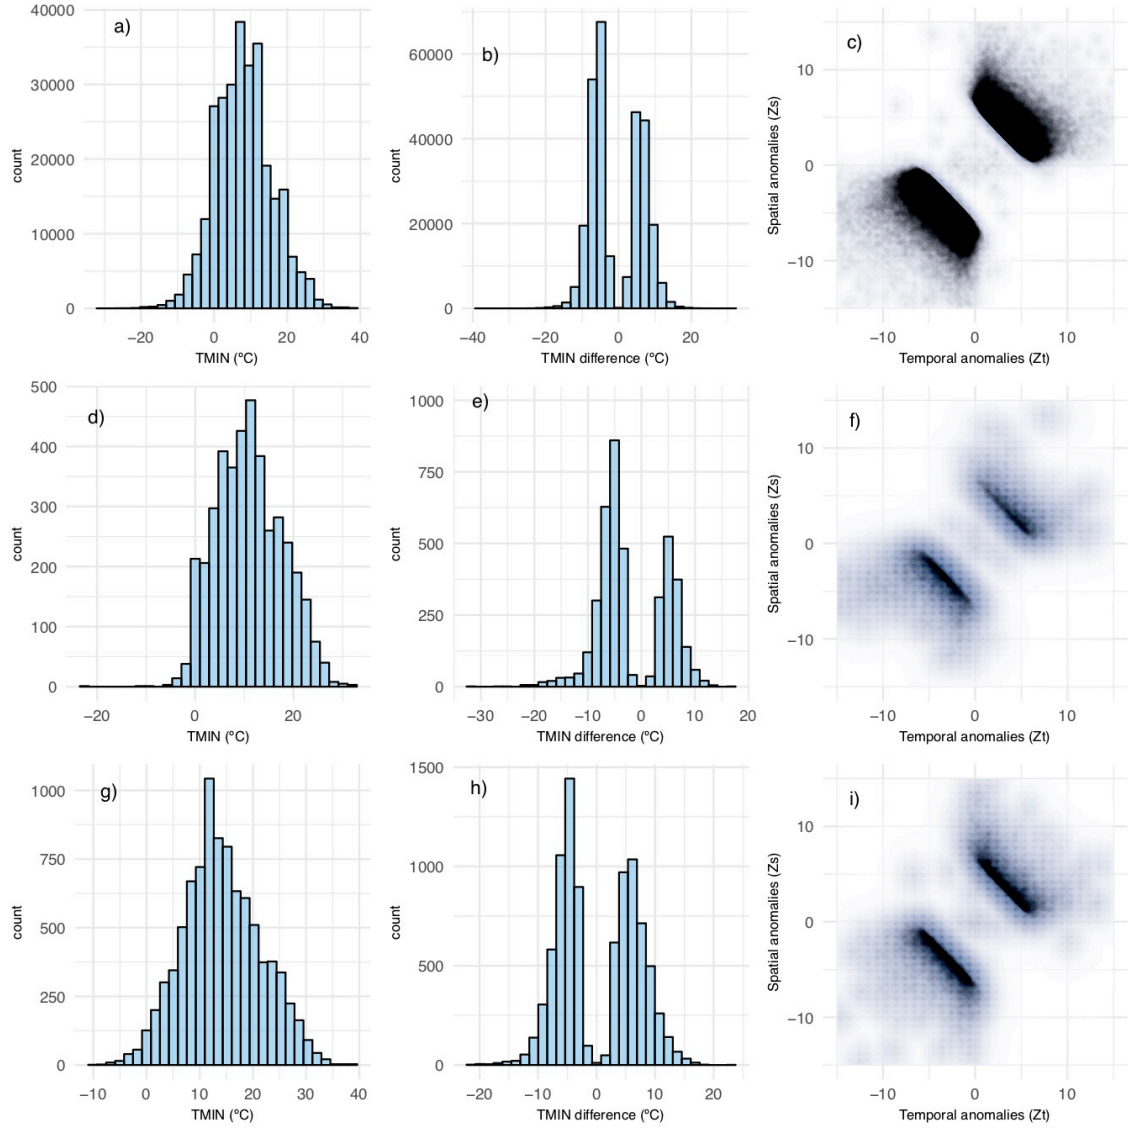 a)
count
40000
30000
20000
10000
0
−20 0 20 40
TMIN (°C)
b)
count
60000
40000
20000
0
−40 −20 0 20
TMIN difference (°C)
c)
Spatial anomalies (Zs)
10
0
−10
−10 0 10
Temporal anomalies (Zt)
d)
count
500
400
300
200
100
0
−20 0 20
TMIN (°C)
e)
count
1000
750
500
250
0
−30 −20 −10 0 10 20
TMIN difference (°C)
f)
Spatial anomalies (Zs)
10
0
−10
−10 0 10
Temporal anomalies (Zt)
g)
count
1000
750
500
250
0
−10 0 10 20 30 40
TMIN (°C)
h)
count
1500
1000
500
0
−20 −10 0 10 20
TMIN difference (°C)
i)
Spatial anomalies (Zs)
10
0
−10
−10 0 10
Temporal anomalies (Zt)